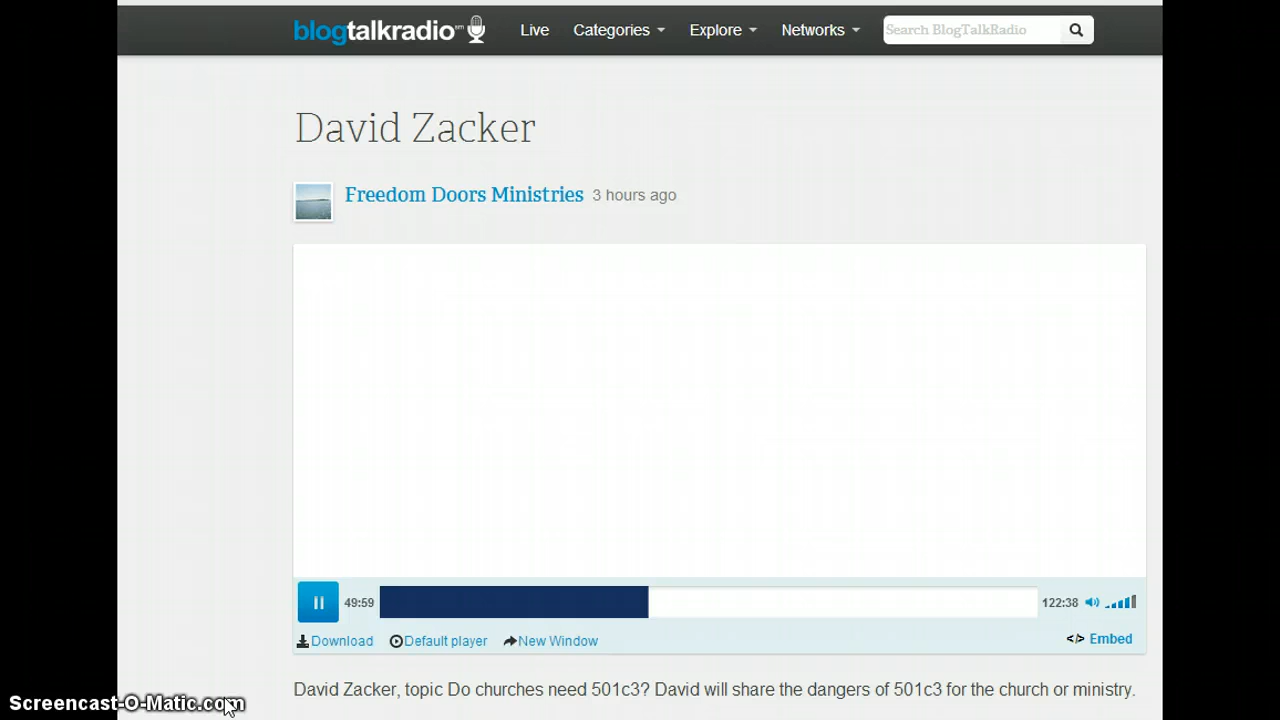 blogtalkradio℠ Live Categories Explore Networks Search BlogTalkRadio
David Zacker
Freedom Doors Ministries 3 hours ago
49:59 122:38
Download Default player New Window </> Embed
David Zacker, topic Do churches need 501c3? David will share the dangers of 501c3 for the church or ministry.
Screencast-O-Matic.com